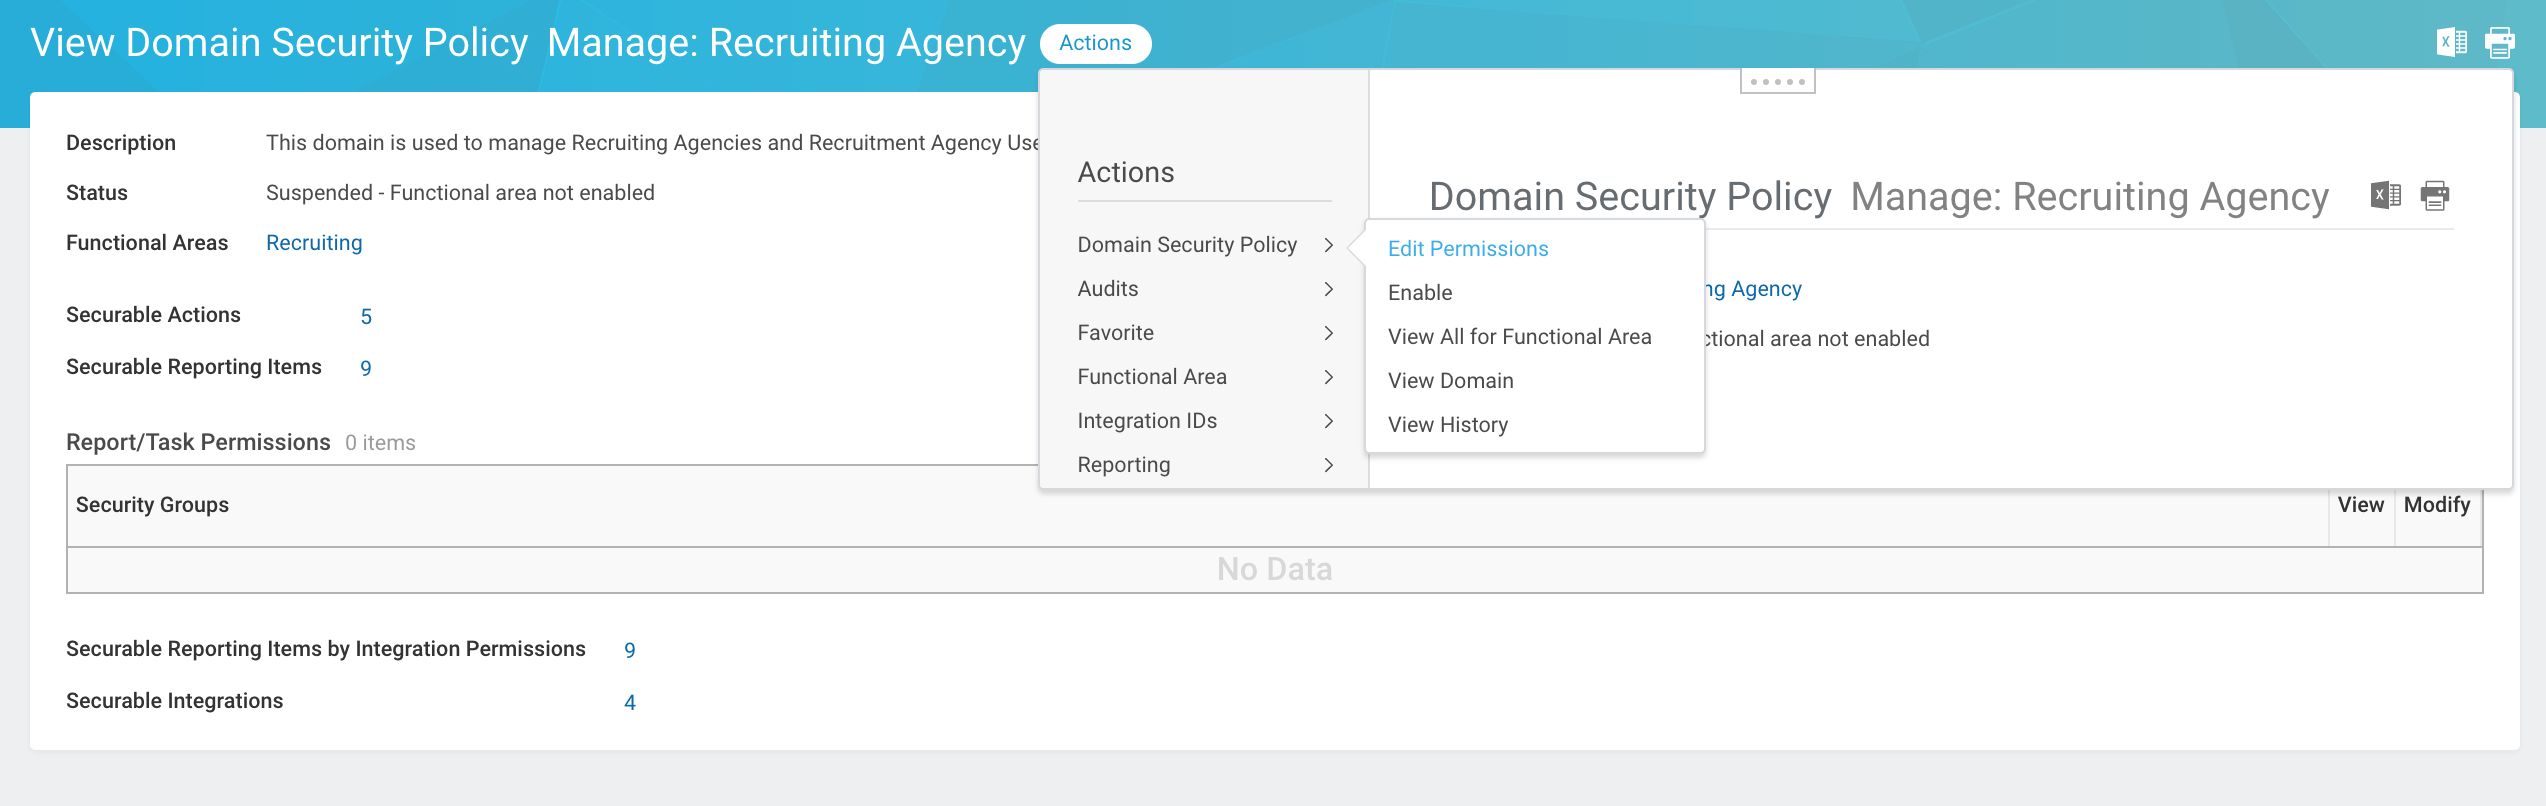 View Domain Security Policy Manage: Recruiting Agency Actions
Description This domain is used to manage Recruiting Agencies and Recruitment Agency
Status Suspended - Functional area not enabled
Functional Areas Recruiting
Securable Actions 5
Securable Reporting Items 9
Report/Task Permissions 0 items
Security Groups View Modify
No Data
Securable Reporting Items by Integration Permissions 9
Securable Integrations 4
Actions
Domain Security Policy
Audits
Favorite
Functional Area
Integration IDs
Reporting
Edit Permissions
Enable
View All for Functional Area
View Domain
View History
Domain Security Policy Manage: Recruiting Agency
Agency
area not enabled